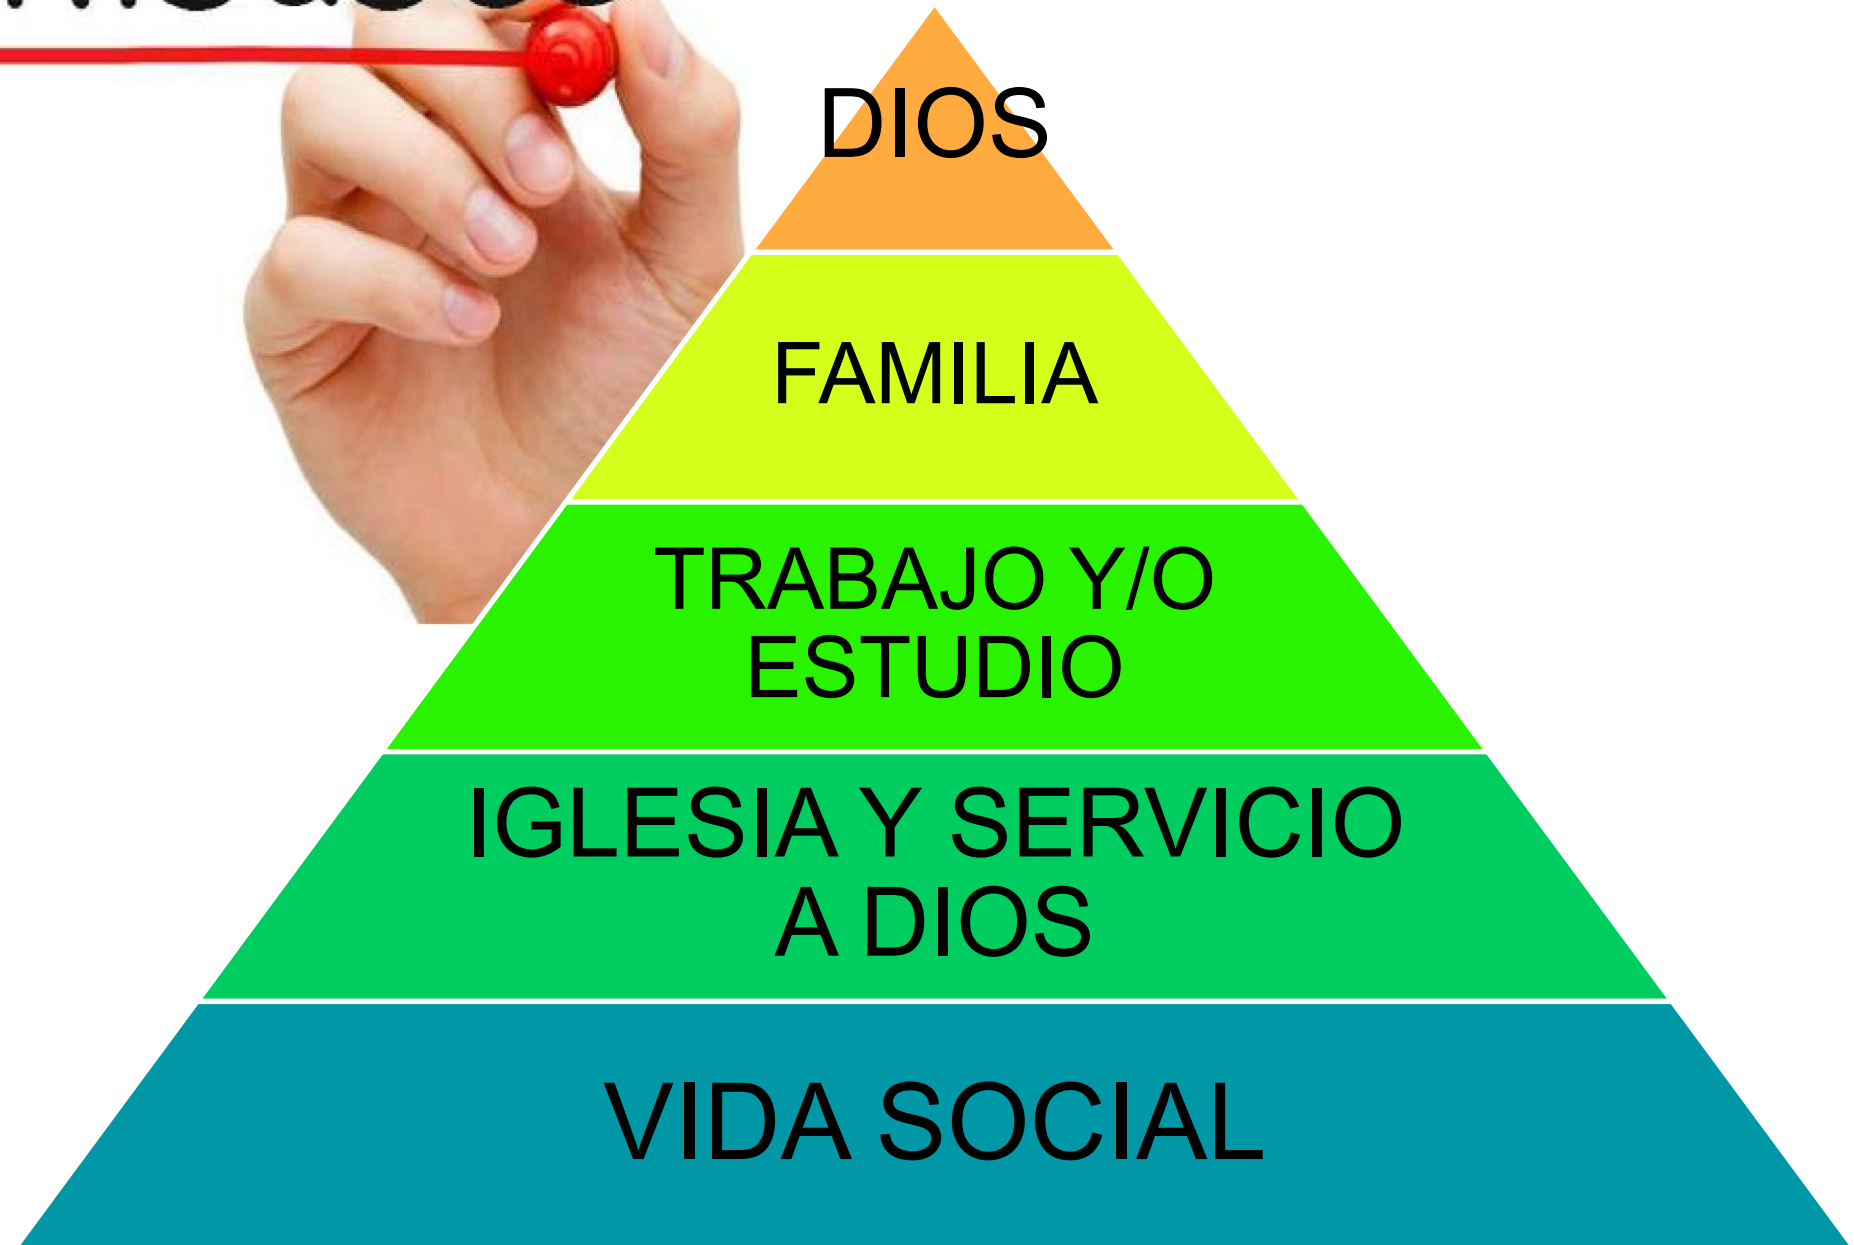 DIOS
FAMILIA
TRABAJO Y/O
ESTUDIO
IGLESIA Y SERVICIO
A DIOS
VIDA SOCIAL